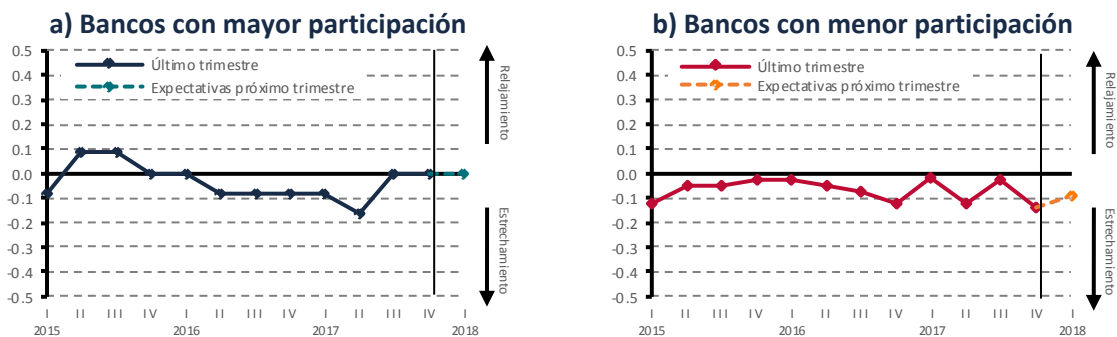 a) Bancos con mayor participación
0.5
0.4
0.3
0.2
0.1
0.0
-0.1
-0.2
-0.3
-0.4
-0.5
Último trimestre
Expectativas próximo trimestre
Relajamiento
Estrechamiento
I II III IV I II III IV I II III IV I
2015 2016 2017 2018
b) Bancos con menor participación
0.5
0.4
0.3
0.2
0.1
0.0
-0.1
-0.2
-0.3
-0.4
-0.5
Último trimestre
Expectativas próximo trimestre
Relajamiento
Estrechamiento
I II III IV I II III IV I II III IV I
2015 2016 2017 2018